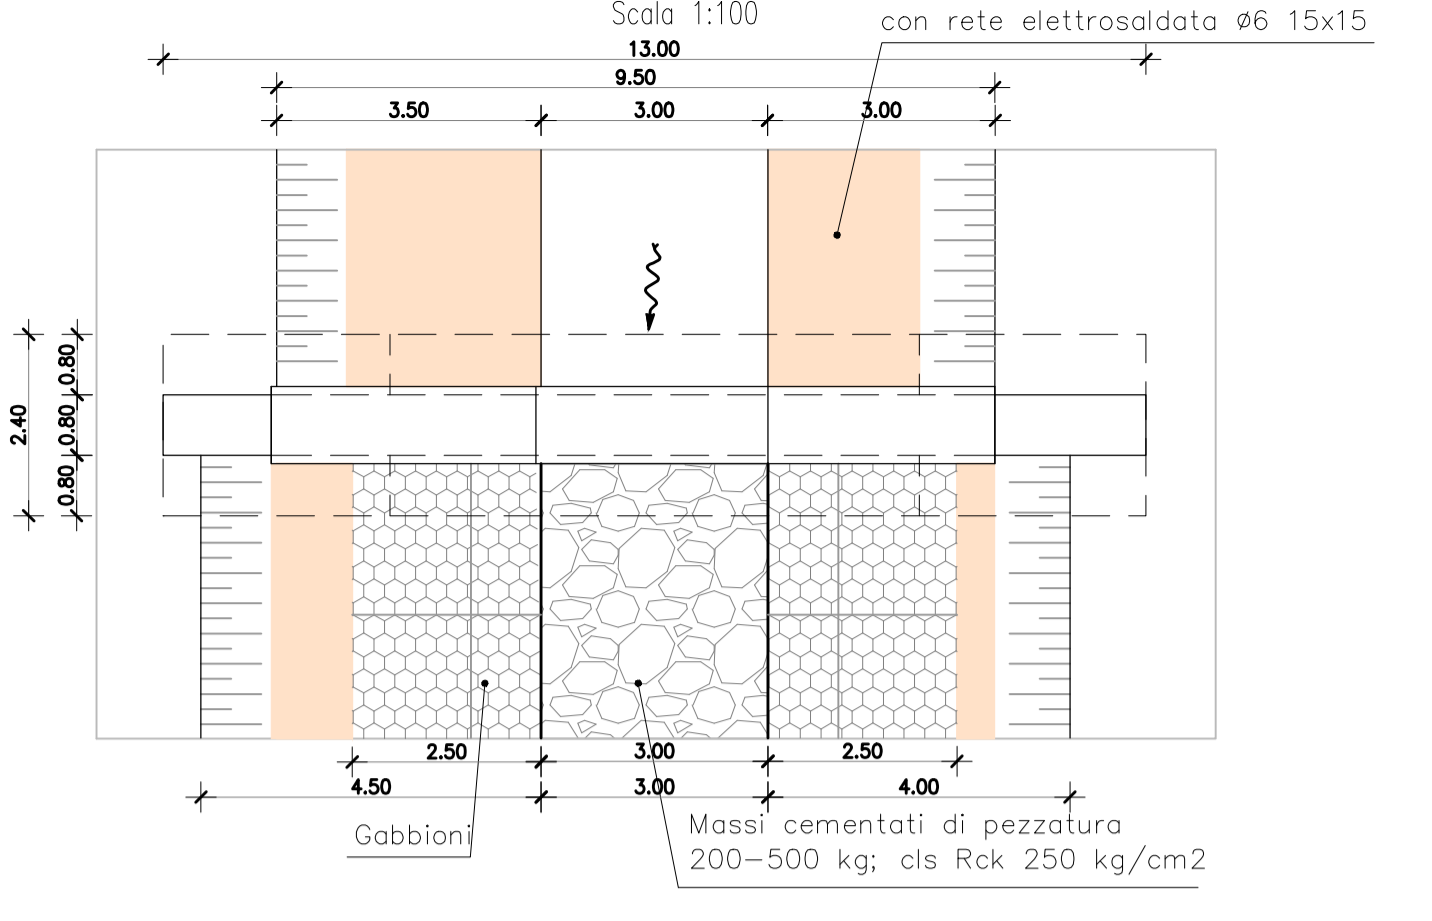 Scala 1:100
con rete elettrosaldata ø6 15x15
13.00
9.50
3.50 3.00 3.00
0.80
2.40
0.80
0.80
2.50 3.00 2.50
4.50 3.00 4.00
Gabbioni
Massi cementati di pezzatura
200-500 kg; cls Rck 250 kg/cm2